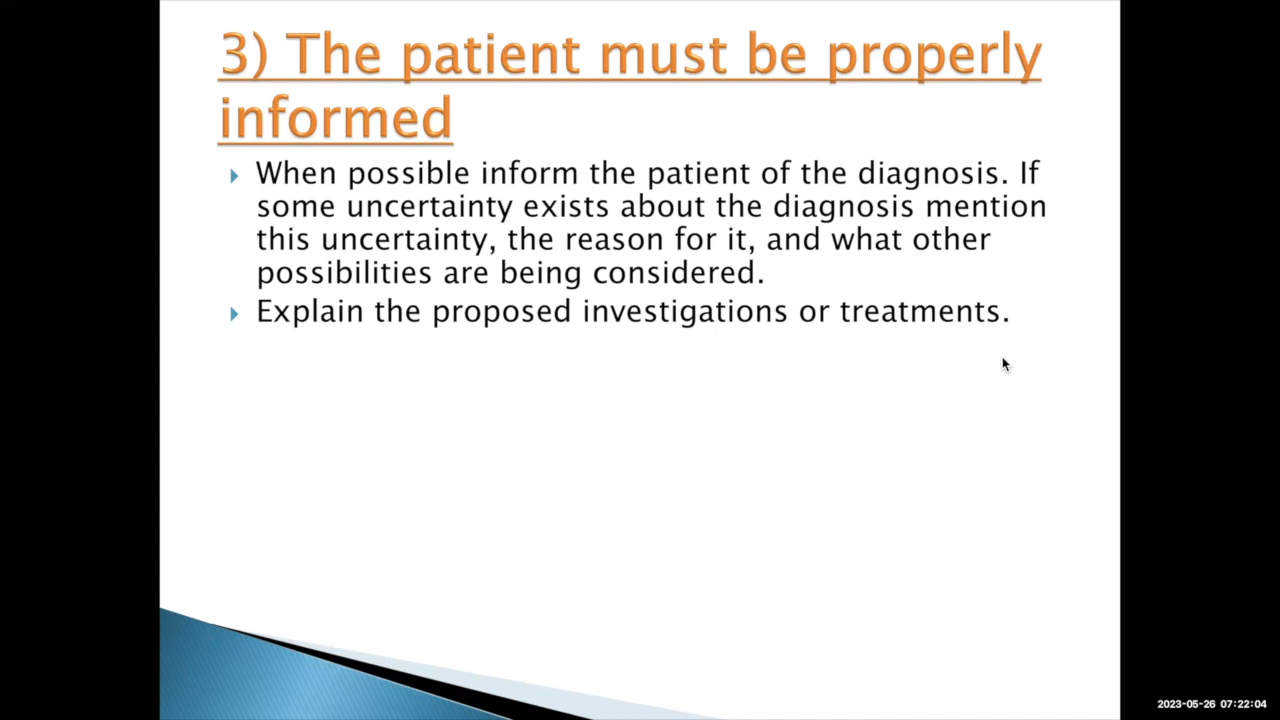 3) The patient must be properly
informed
When possible inform the patient of the diagnosis. If
some uncertainty exists about the diagnosis mention
this uncertainty, the reason for it, and what other
possibilities are being considered.
Explain the proposed investigations or treatments.
2023-05-26 07:22:04